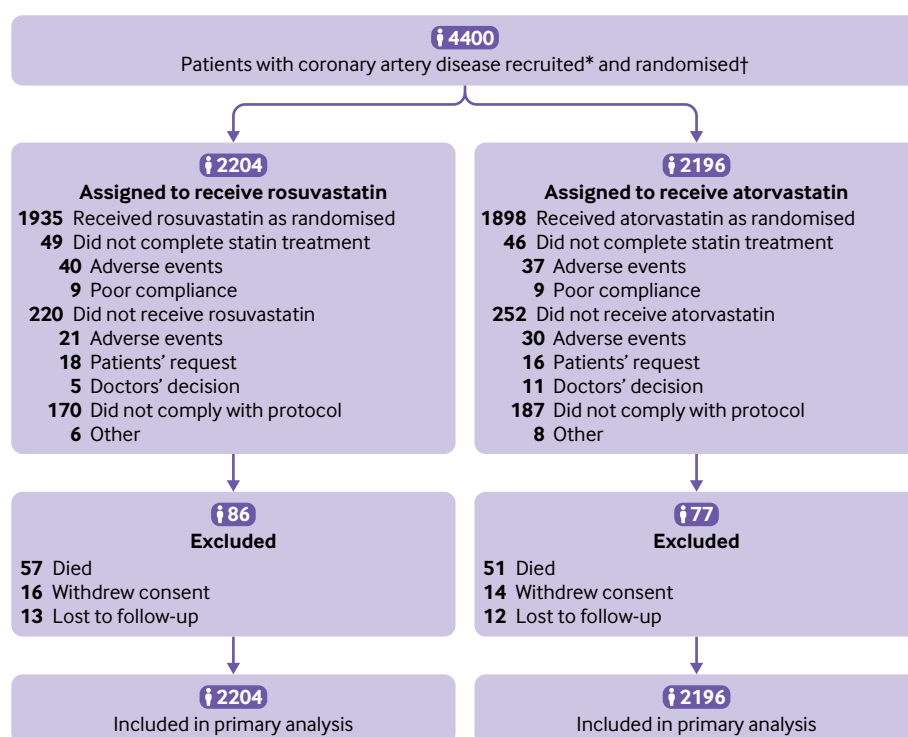 4400
Patients with coronary artery disease recruited* and randomised†
2204
Assigned to receive rosuvastatin
1935 Received rosuvastatin as randomised
49 Did not complete statin treatment
40 Adverse events
9 Poor compliance
220 Did not receive rosuvastatin
21 Adverse events
18 Patients’ request
5 Doctors’ decision
170 Did not comply with protocol
6 Other
2196
Assigned to receive atorvastatin
1898 Received atorvastatin as randomised
46 Did not complete statin treatment
37 Adverse events
9 Poor compliance
252 Did not receive atorvastatin
30 Adverse events
16 Patients’ request
11 Doctors’ decision
187 Did not comply with protocol
8 Other
86
Excluded
57 Died
16 Withdrew consent
13 Lost to follow-up
77
Excluded
51 Died
14 Withdrew consent
12 Lost to follow-up
2204
Included in primary analysis
2196
Included in primary analysis